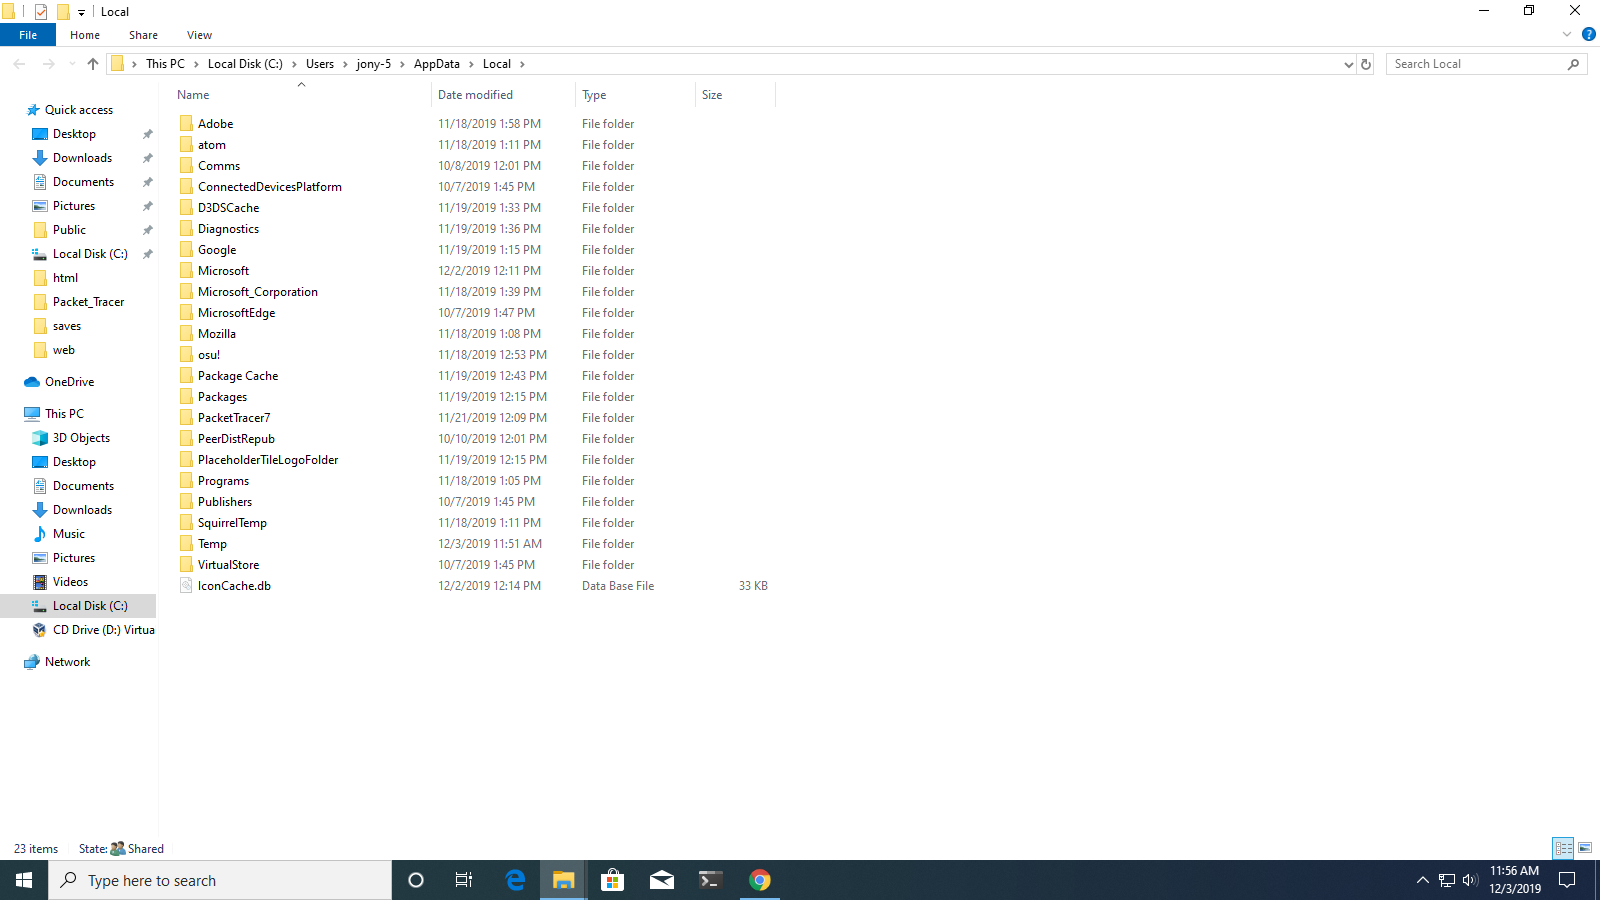 Local
File Home Share View
This PC Local Disk (C:) Users jony-5 AppData Local
Search Local
Name Date modified Type Size
Quick access
Desktop
Downloads
Documents
Pictures
Public
Local Disk (C:)
html
Packet_Tracer
saves
web
OneDrive
This PC
3D Objects
Desktop
Documents
Downloads
Music
Pictures
Videos
Local Disk (C:)
CD Drive (D:) Virtua
Network
Adobe 11/18/2019 1:58 PM File folder
atom 11/18/2019 1:11 PM File folder
Comms 10/8/2019 12:01 PM File folder
ConnectedDevicesPlatform 10/7/2019 1:45 PM File folder
D3DSCache 11/19/2019 1:33 PM File folder
Diagnostics 11/19/2019 1:36 PM File folder
Google 11/19/2019 1:15 PM File folder
Microsoft 12/2/2019 12:11 PM File folder
Microsoft_Corporation 11/18/2019 1:39 PM File folder
MicrosoftEdge 10/7/2019 1:47 PM File folder
Mozilla 11/18/2019 1:08 PM File folder
osu! 11/18/2019 12:53 PM File folder
Package Cache 11/19/2019 12:43 PM File folder
Packages 11/19/2019 12:15 PM File folder
PacketTracer7 11/21/2019 12:09 PM File folder
PeerDistRepub 10/10/2019 12:01 PM File folder
PlaceholderTileLogoFolder 11/19/2019 12:15 PM File folder
Programs 11/18/2019 1:05 PM File folder
Publishers 10/7/2019 1:45 PM File folder
SquirrelTemp 11/18/2019 1:11 PM File folder
Temp 12/3/2019 11:51 AM File folder
VirtualStore 10/7/2019 1:45 PM File folder
IconCache.db 12/2/2019 12:14 PM Data Base File 33 KB
23 items State: Shared
Type here to search
11:56 AM
12/3/2019